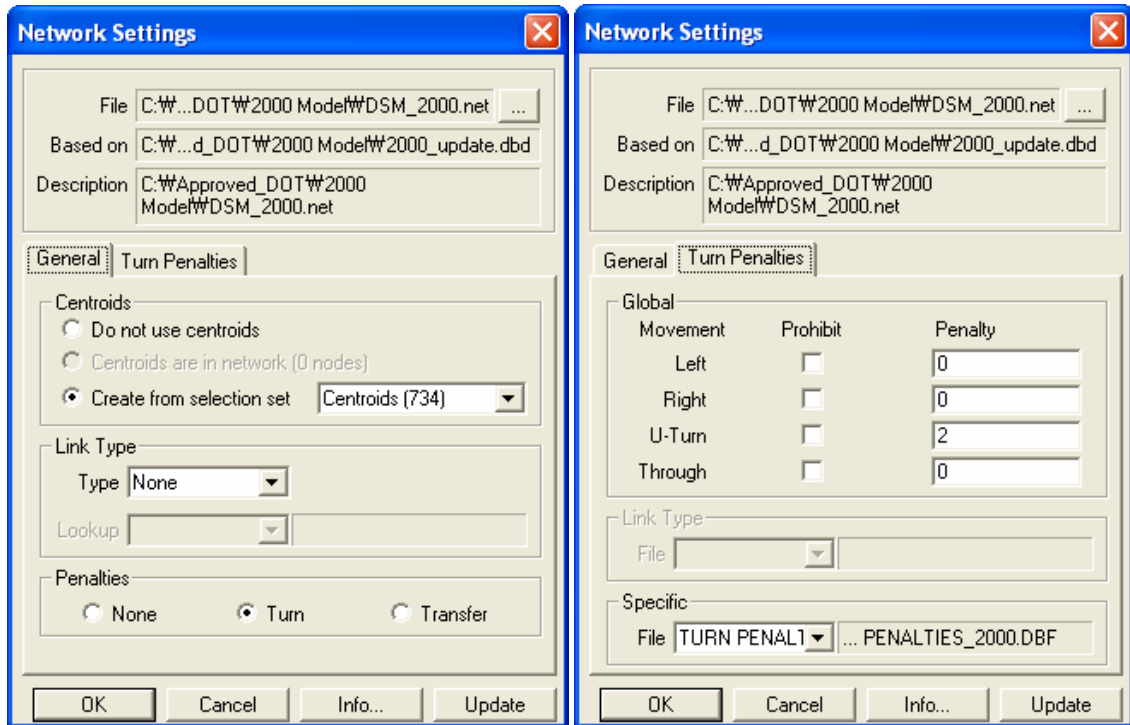 Network Settings
File C:₩...DOT₩2000 Model₩DSM_2000.net ...
Based on C:₩...d_DOT₩2000 Model₩2000_update.dbd
Description C:₩Approved_DOT₩2000
Model₩DSM_2000.net
General Turn Penalties
Centroids
Do not use centroids
Centroids are in network (0 nodes)
Create from selection set Centroids (734)
Link Type
Type None
Lookup
Penalties
None Turn Transfer
OK Cancel Info... Update
Network Settings
File C:₩...DOT₩2000 Model₩DSM_2000.net ...
Based on C:₩...d_DOT₩2000 Model₩2000_update.dbd
Description C:₩Approved_DOT₩2000
Model₩DSM_2000.net
General Turn Penalties
Global
Movement Prohibit Penalty
Left 0
Right 0
U-Turn 2
Through 0
Link Type
File
Specific
File TURN PENALT ... PENALTIES_2000.DBF
OK Cancel Info... Update